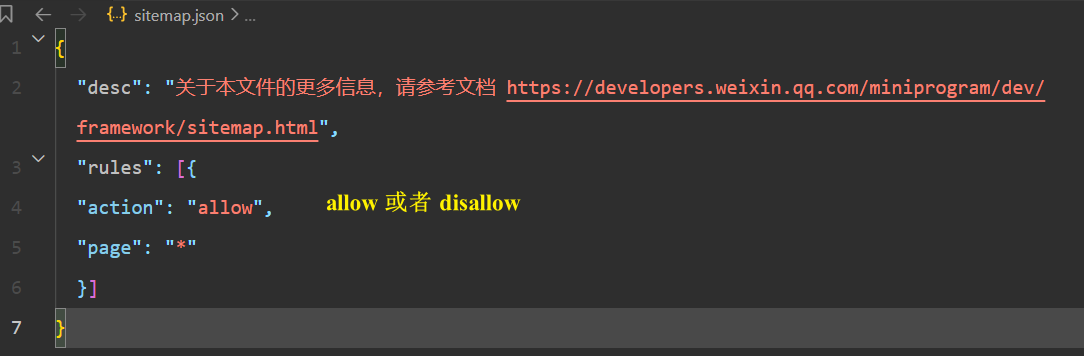 sitemap.json > ...
1 {
2 "desc": "关于本文件的更多信息，请参考文档 https://developers.weixin.qq.com/miniprogram/dev/
framework/sitemap.html",
3 "rules": [{
4 "action": "allow", allow 或者 disallow
5 "page": "*"
6 }]
7 }